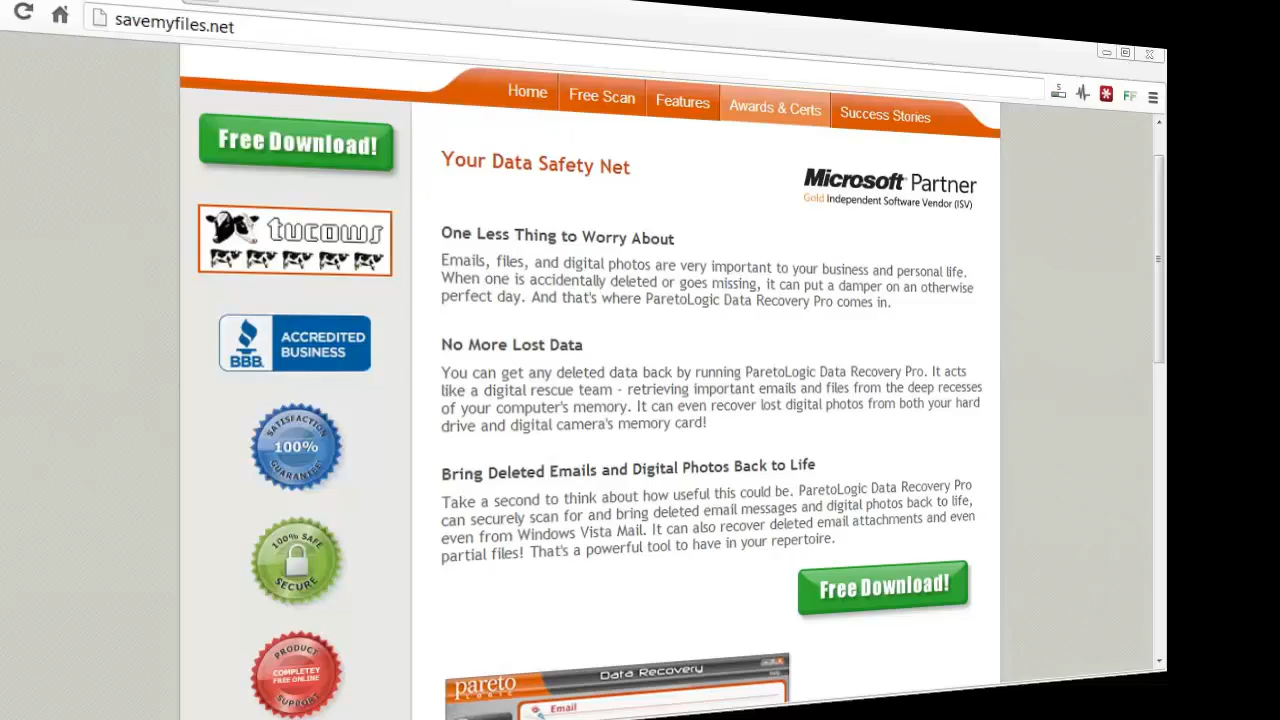 savemyfiles.net
Home
Free Scan
Features
Awards & Certs
Success Stories
Free Download!
tucows
BBB.
ACCREDITED
BUSINESS
SATISFACTION
100%
GUARANTEE
100% SAFE
SECURE
PRODUCT
COMPLETEY
FREE ONLINE
SUPPORT
Your Data Safety Net
Microsoft Partner
Gold Independent Software Vendor (ISV)
One Less Thing to Worry About
Emails, files, and digital photos are very important to your business and personal life.
When one is accidentally deleted or goes missing, it can put a damper on an otherwise
perfect day. And that's where ParetoLogic Data Recovery Pro comes in.
No More Lost Data
You can get any deleted data back by running ParetoLogic Data Recovery Pro. It acts
like a digital rescue team - retrieving important emails and files from the deep recesses
of your computer's memory. It can even recover lost digital photos from both your hard
drive and digital camera's memory card!
Bring Deleted Emails and Digital Photos Back to Life
Take a second to think about how useful this could be. ParetoLogic Data Recovery Pro
can securely scan for and bring deleted email messages and digital photos back to life,
even from Windows Vista Mail. It can also recover deleted email attachments and even
partial files! That's a powerful tool to have in your repertoire.
Free Download!
Data Recovery
Help
pareto
LOGIC
Email